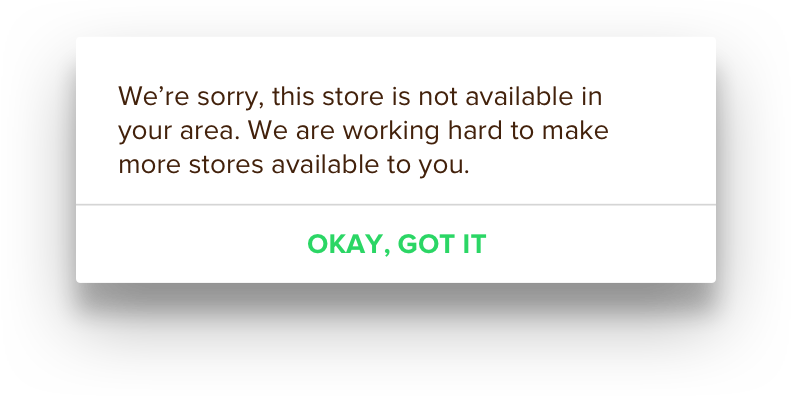 We’re sorry, this store is not available in
your area. We are working hard to make
more stores available to you.
OKAY, GOT IT